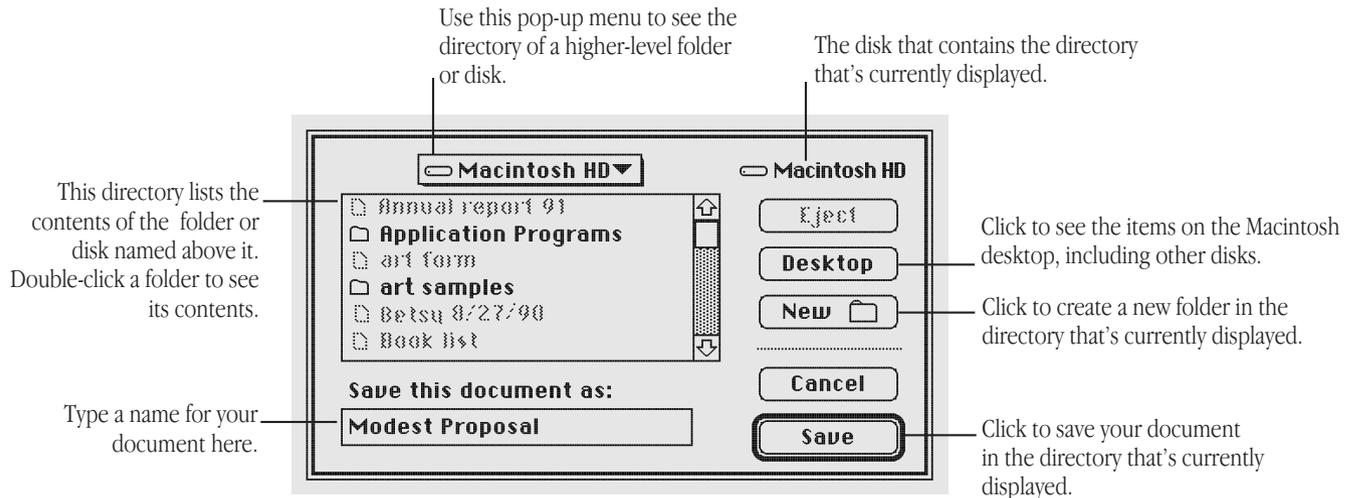 Use this pop-up menu to see the
directory of a higher-level folder
or disk.
The disk that contains the directory
that's currently displayed.
Macintosh HD
Macintosh HD
This directory lists the
contents of the folder or
disk named above it.
Double-click a folder to see
its contents.
Annual report 91
Application Programs
art form
art samples
Betsy 8/27/90
Book list
Eject
Desktop
New
Click to see the items on the Macintosh
desktop, including other disks.
Click to create a new folder in the
directory that's currently displayed.
Save this document as:
Modest Proposal
Cancel
Save
Type a name for your
document here.
Click to save your document
in the directory that's currently
displayed.